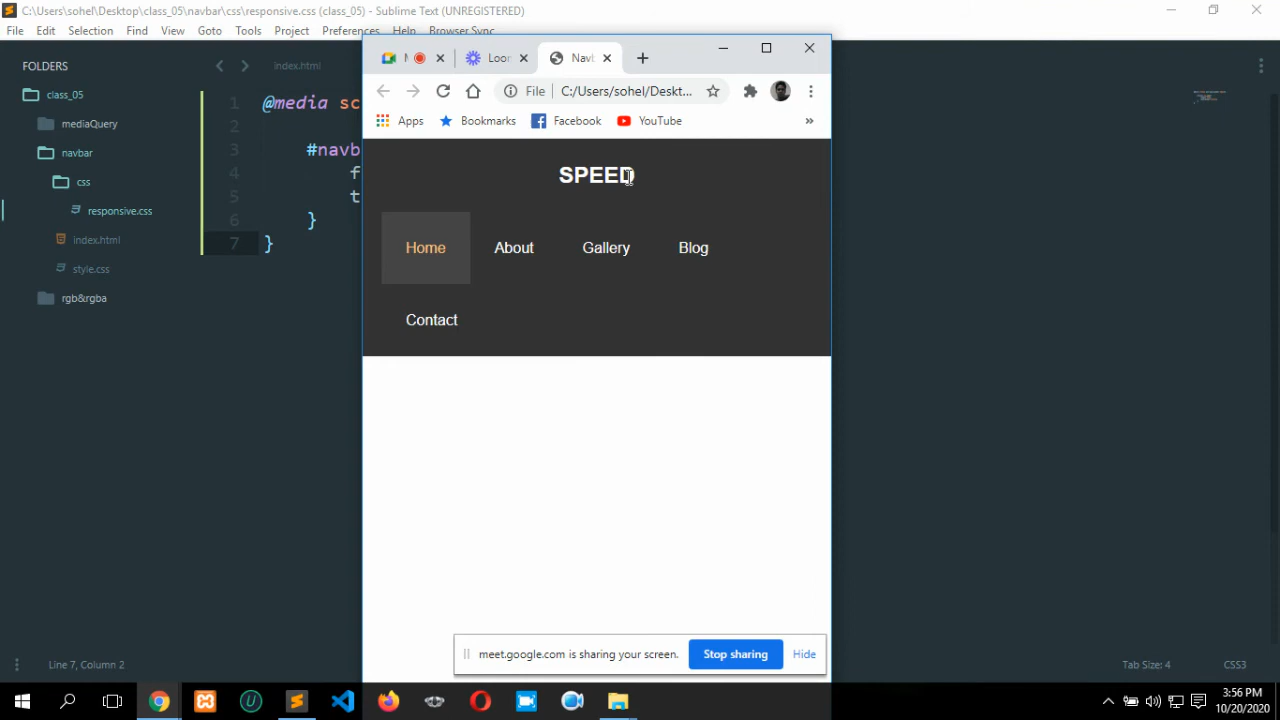 C:\Users\sohel\Desktop\class_05\navbar\css\responsive.css (class_05) - Sublime Text (UNREGISTERED)
File Edit Selection Find View Goto Tools Project Preferences Help Browser Sync
FOLDERS
class_05
mediaQuery
navbar
css
responsive.css
index.html
style.css
rgb&rgba
index.html
1 @media sc
2
3 #navb
4 f
5 t
6 }
7 }
Loon
Navb
File C:/Users/sohel/Deskt...
Apps Bookmarks Facebook YouTube »
SPEED
Home About Gallery Blog
Contact
meet.google.com is sharing your screen. Stop sharing Hide
Line 7, Column 2
Tab Size: 4 CSS3
3:56 PM
10/20/2020